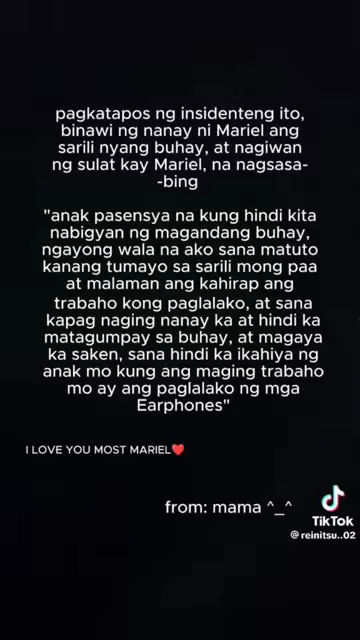 pagkatapos ng insidenteng ito,
binawi ng nanay ni Mariel ang
sarili nyang buhay, at nagiwan
ng sulat kay Mariel, na nagsasa-
-bing
"anak pasensya na kung hindi kita
nabigyan ng magandang buhay,
ngayong wala na ako sana matuto
kanang tumayo sa sarili mong paa
at malaman ang kahirap ang
trabaho kong paglalako, at sana
kapag naging nanay ka at hindi ka
matagumpay sa buhay, at magaya
ka saken, sana hindi ka ikahiya ng
anak mo kung ang maging trabaho
mo ay ang paglalako ng mga
Earphones"
I LOVE YOU MOST MARIEL❤️
from: mama ^_^
TikTok
@reinitsu..02